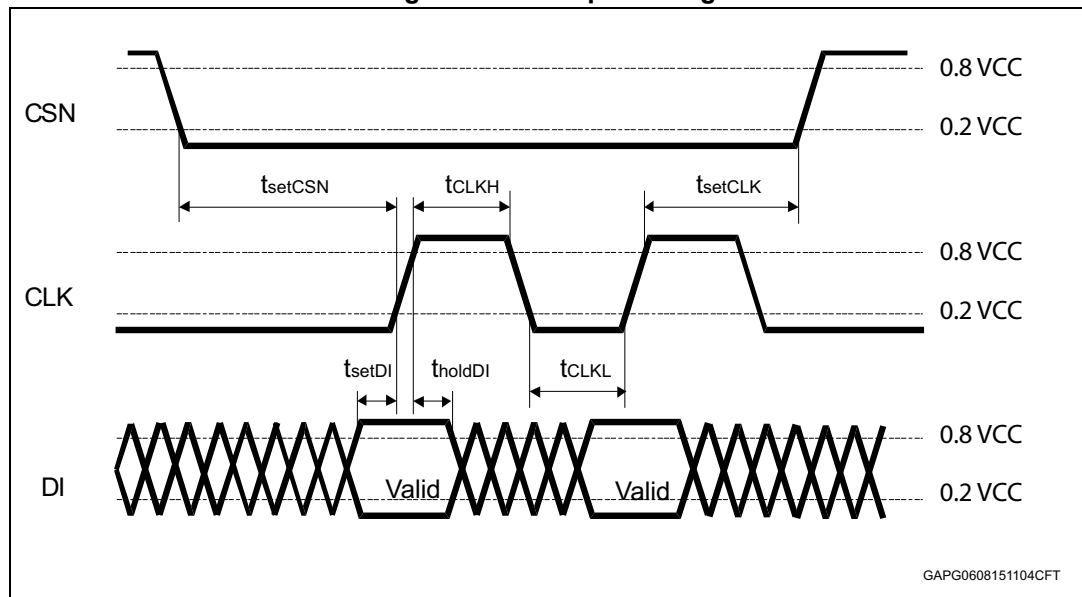 0.8 VCC
CSN
0.2 VCC
tsetCSN
tCLKH
tsetCLK
0.8 VCC
CLK
0.2 VCC
tsetDI
tholdDI
tCLKL
0.8 VCC
DI
Valid
Valid
0.2 VCC
GAPG0608151104CFT